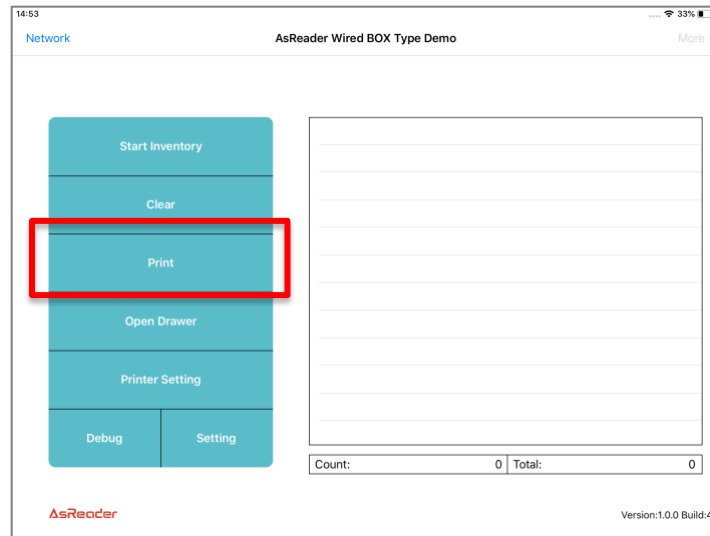 14:53
33%
Network
AsReader Wired BOX Type Demo
More
Start Inventory
Clear
Print
Open Drawer
Printer Setting
Debug
Setting
Count: 0 Total: 0
AsReader
Version:1.0.0 Build:4